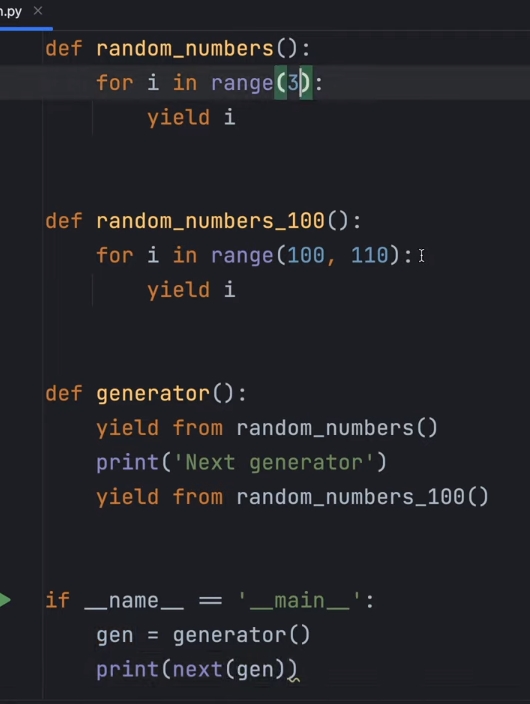 n.py ×
def random_numbers():
    for i in range(3):
        yield i
def random_numbers_100():
    for i in range(100, 110):
        yield i
def generator():
    yield from random_numbers()
    print('Next generator')
    yield from random_numbers_100()
if __name__ == '__main__':
    gen = generator()
    print(next(gen))